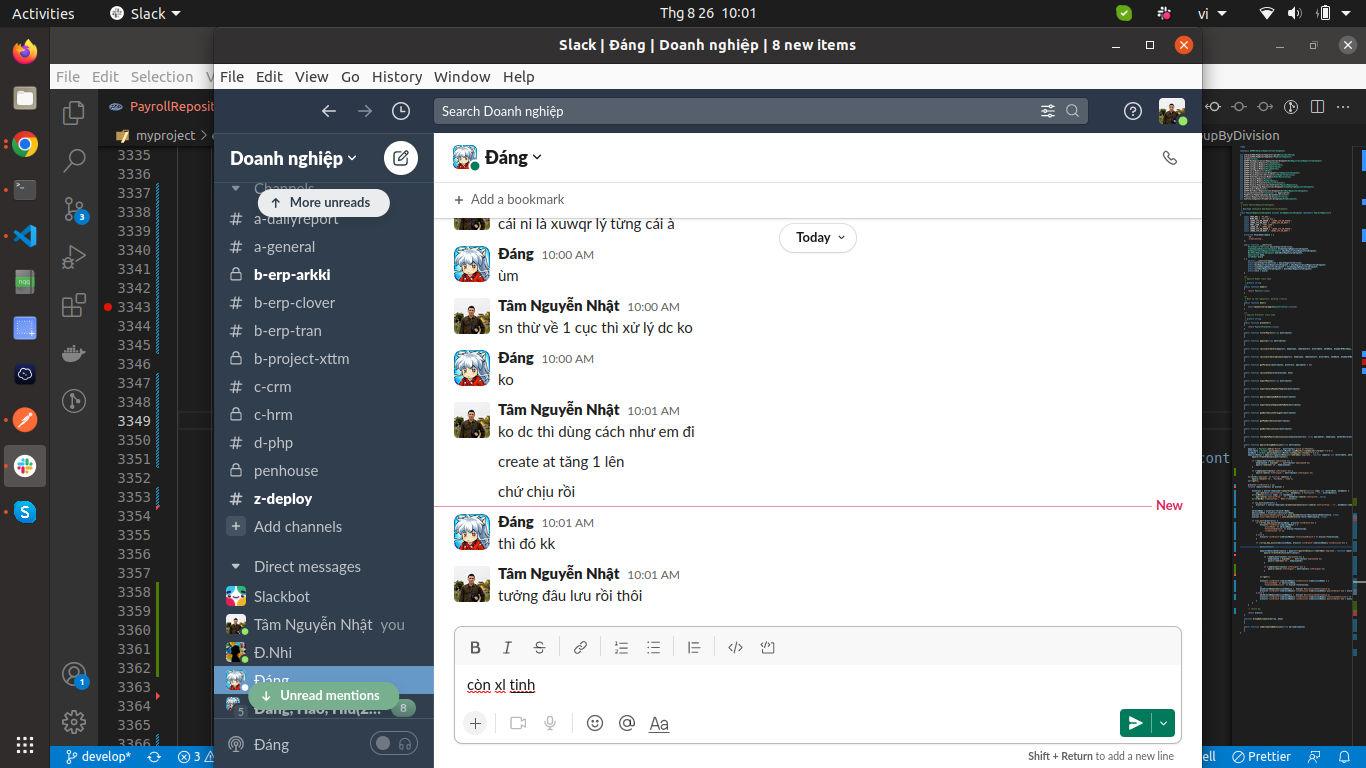 Activities
Slack
Thg 8 26 10:01
vi
Slack | Đáng | Doanh nghiệp | 8 new items
File Edit Selection V
File Edit View Go History Window Help
PayrollReposit
Search Doanh nghiệp
myproject
upByDivision
Doanh nghiệp
Đáng
Channels
More unreads
Add a bookmark
# a-dailyreport
# a-general
b-erp-arkki
# b-erp-clover
# b-erp-tran
b-project-xttm
# c-crm
c-hrm
# d-php
penhouse
# z-deploy
Add channels
Direct messages
Slackbot
Tâm Nguyễn Nhật you
Đ.Nhi
Đáng
Unread mentions
Đáng, Hào, Hiu(2...
5
8
Đáng
cái ni là xuwqr lý từng cái à
Today
Đáng 10:00 AM
ùm
Tâm Nguyễn Nhật 10:00 AM
sn thừ về 1 cục thì xử lý dc ko
Đáng 10:00 AM
ko
Tâm Nguyễn Nhật 10:01 AM
ko dc thì dùng cách như em đi
create at tăng 1 lên
chứ chịu rồi
New
Đáng 10:01 AM
thì đó kk
Tâm Nguyễn Nhật 10:01 AM
tưởng đâu lưu rồi thôi
B I S
còn xl tinh
Aa
Shift + Return to add a new line
3335
3336
3337
3338
3339
3340
3341
3342
3343
3344
3345
3346
3347
3348
3349
3350
3351
3352
3353
3354
3355
3356
3357
3358
3359
3360
3361
3362
3363
3364
3365
3366
3
1
cont
develop*
3
ell
Prettier